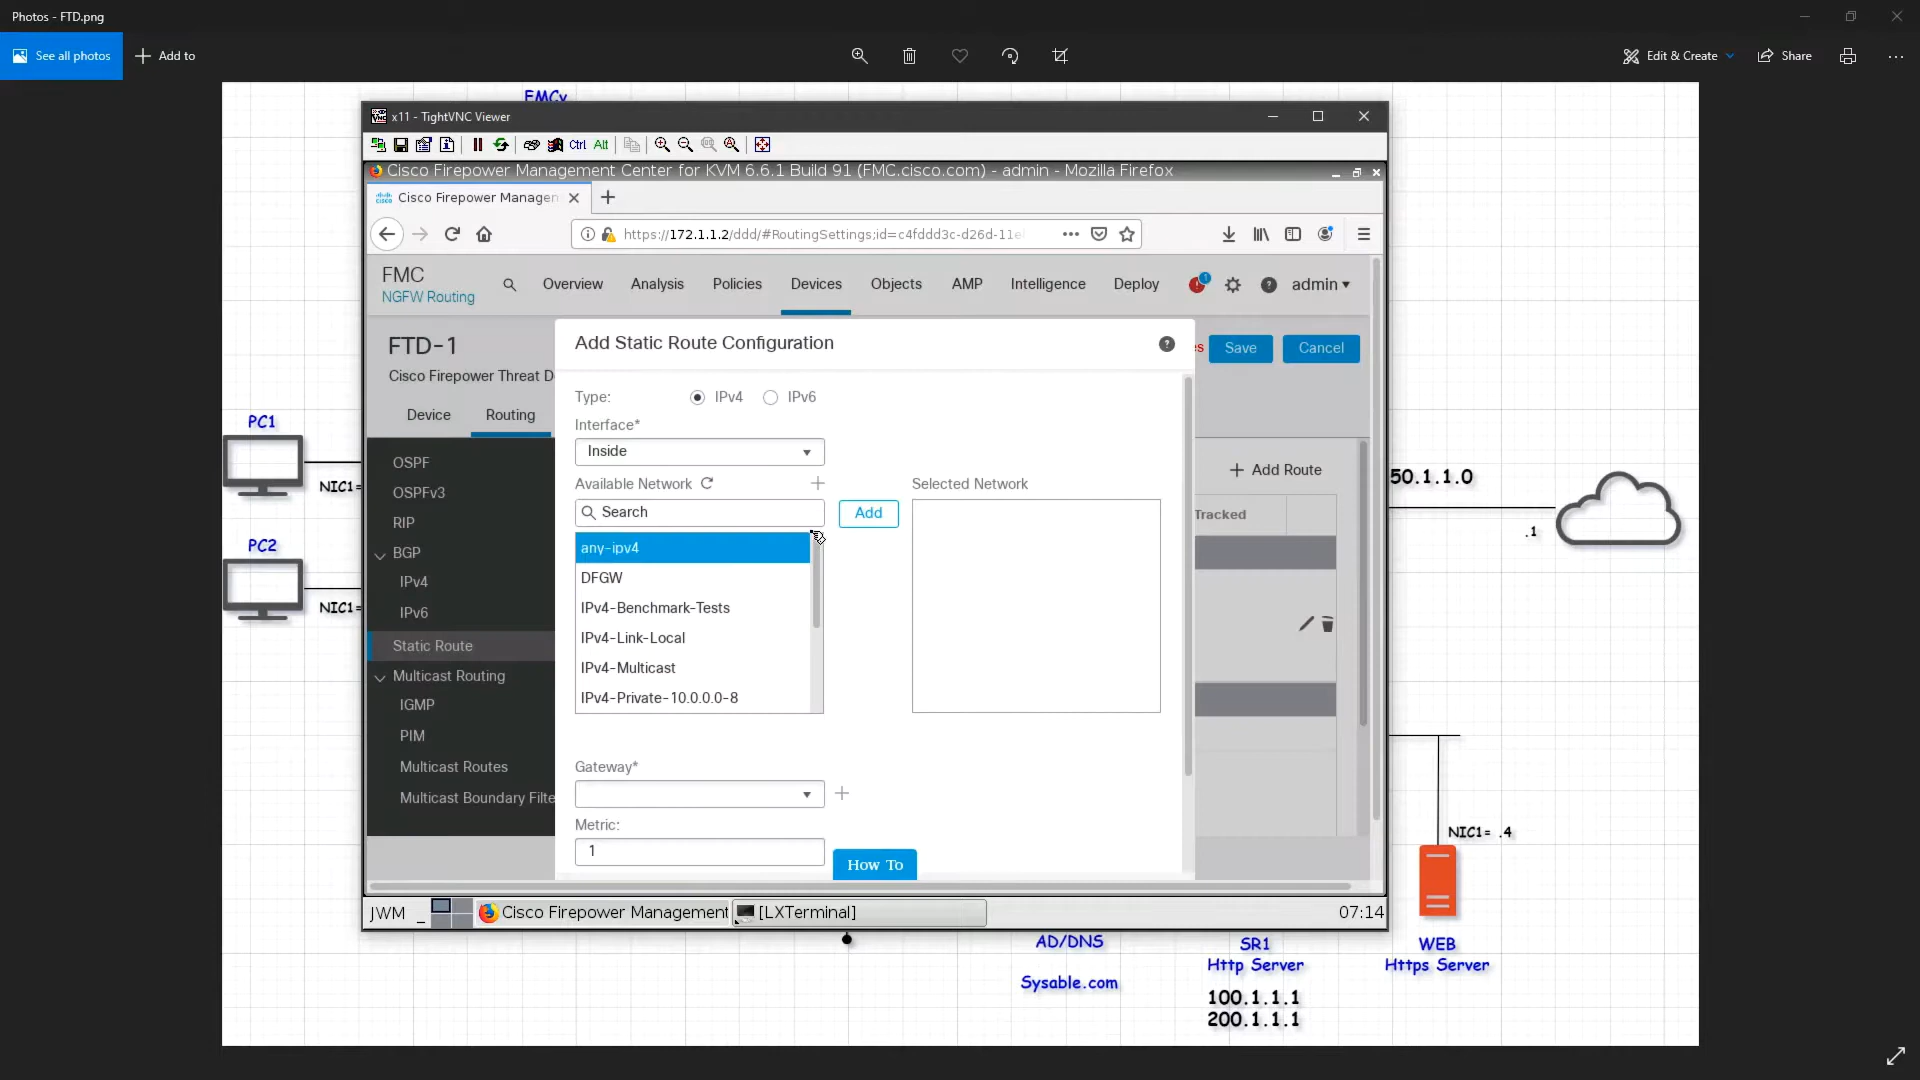 Photos - FTD.png
See all photos
Add to
Edit & Create
Share
FMCv
x11 - TightVNC Viewer
Ctrl Alt
Cisco Firepower Management Center for KVM 6.6.1 Build 91 (FMC.cisco.com) - admin - Mozilla Firefox
Cisco Firepower Managen
https://172.1.1.2/ddd/#RoutingSettings;id=c4fddd3c-d26d-11e
FMC
NGFW Routing
Overview
Analysis
Policies
Devices
Objects
AMP
Intelligence
Deploy
1
admin
FTD-1
Cisco Firepower Threat D
Add Static Route Configuration
es
Save
Cancel
Device
Routing
Type:
IPv4
IPv6
Interface*
Inside
Available Network
Selected Network
Search
Add
any-ipv4
DFGW
IPv4-Benchmark-Tests
IPv4-Link-Local
IPv4-Multicast
IPv4-Private-10.0.0.0-8
Gateway*
Metric:
1
How To
OSPF
OSPFv3
RIP
BGP
IPv4
IPv6
Static Route
Multicast Routing
IGMP
PIM
Multicast Routes
Multicast Boundary Filte
Add Route
Tracked
JWM
Cisco Firepower Management
[LXTerminal]
07:14
PC1
NIC1=
PC2
NIC1=
50.1.1.0
.1
NIC1= .4
AD/DNS
Sysable.com
SR1
Http Server
100.1.1.1
200.1.1.1
WEB
Https Server